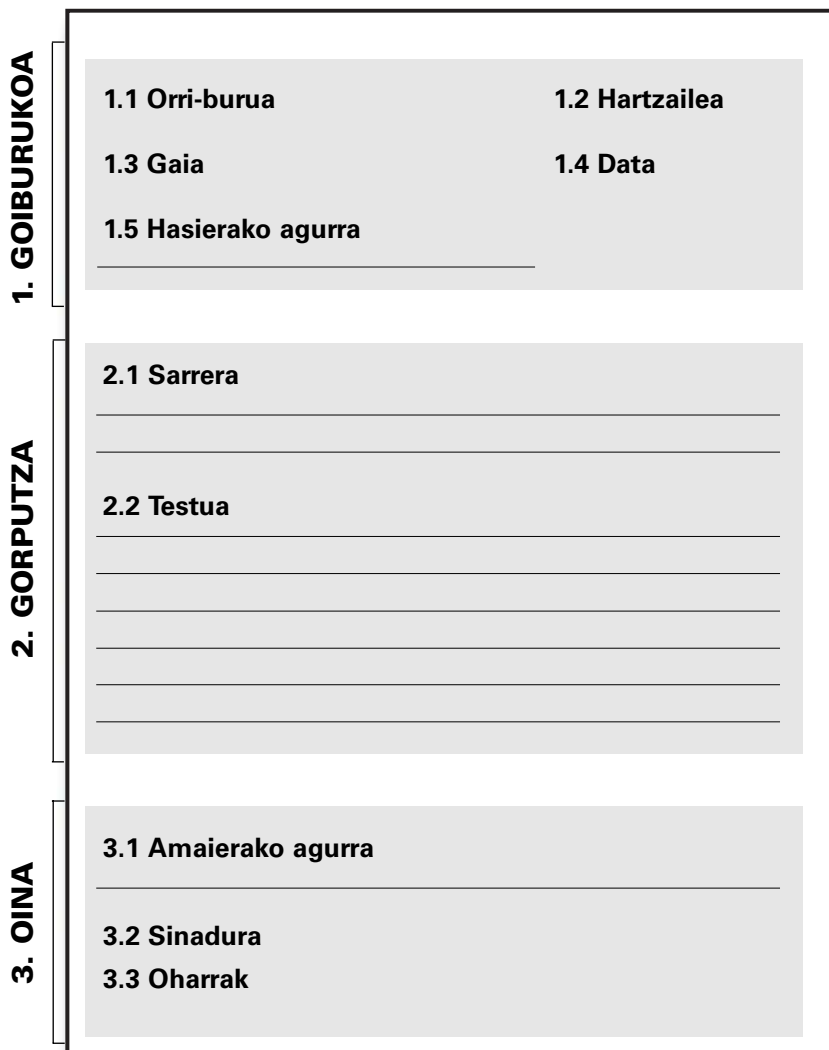 1. GOIBURUKOA
1.1 Orri-burua
1.2 Hartzailea
1.3 Gaia
1.4 Data
1.5 Hasierako agurra
2. GORPUTZA
2.1 Sarrera
2.2 Testua
3. OINA
3.1 Amaierako agurra
3.2 Sinadura
3.3 Oharrak